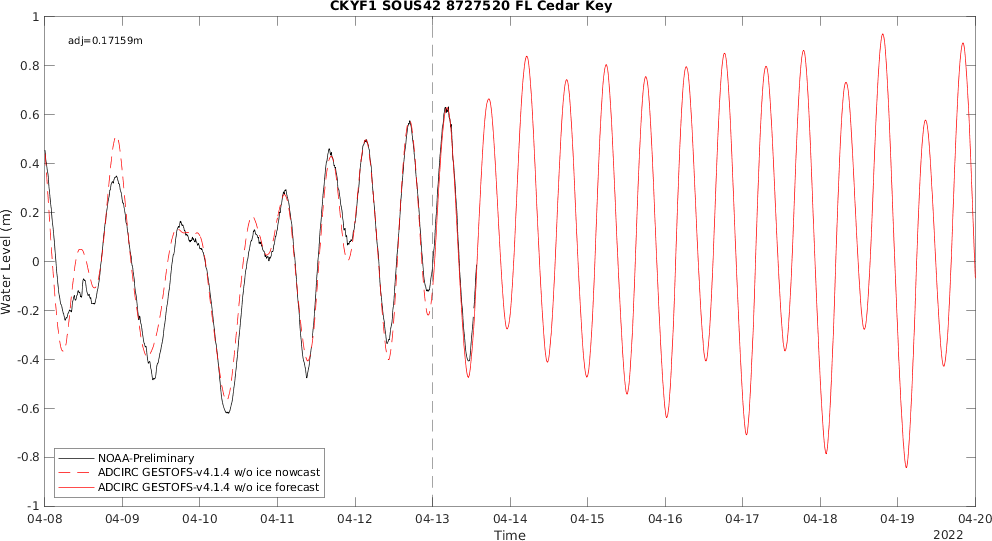 CKYF1 SOUS42 8727520 FL Cedar Key
adj=0.17159m
1
0.8
0.6
0.4
0.2
0
-0.2
-0.4
-0.6
-0.8
-1
Water Level (m)
NOAA-Preliminary
ADCIRC GESTOFS-v4.1.4 w/o ice nowcast
ADCIRC GESTOFS-v4.1.4 w/o ice forecast
04-08 04-09 04-10 04-11 04-12 04-13 04-14 04-15 04-16 04-17 04-18 04-19 04-20
Time
2022